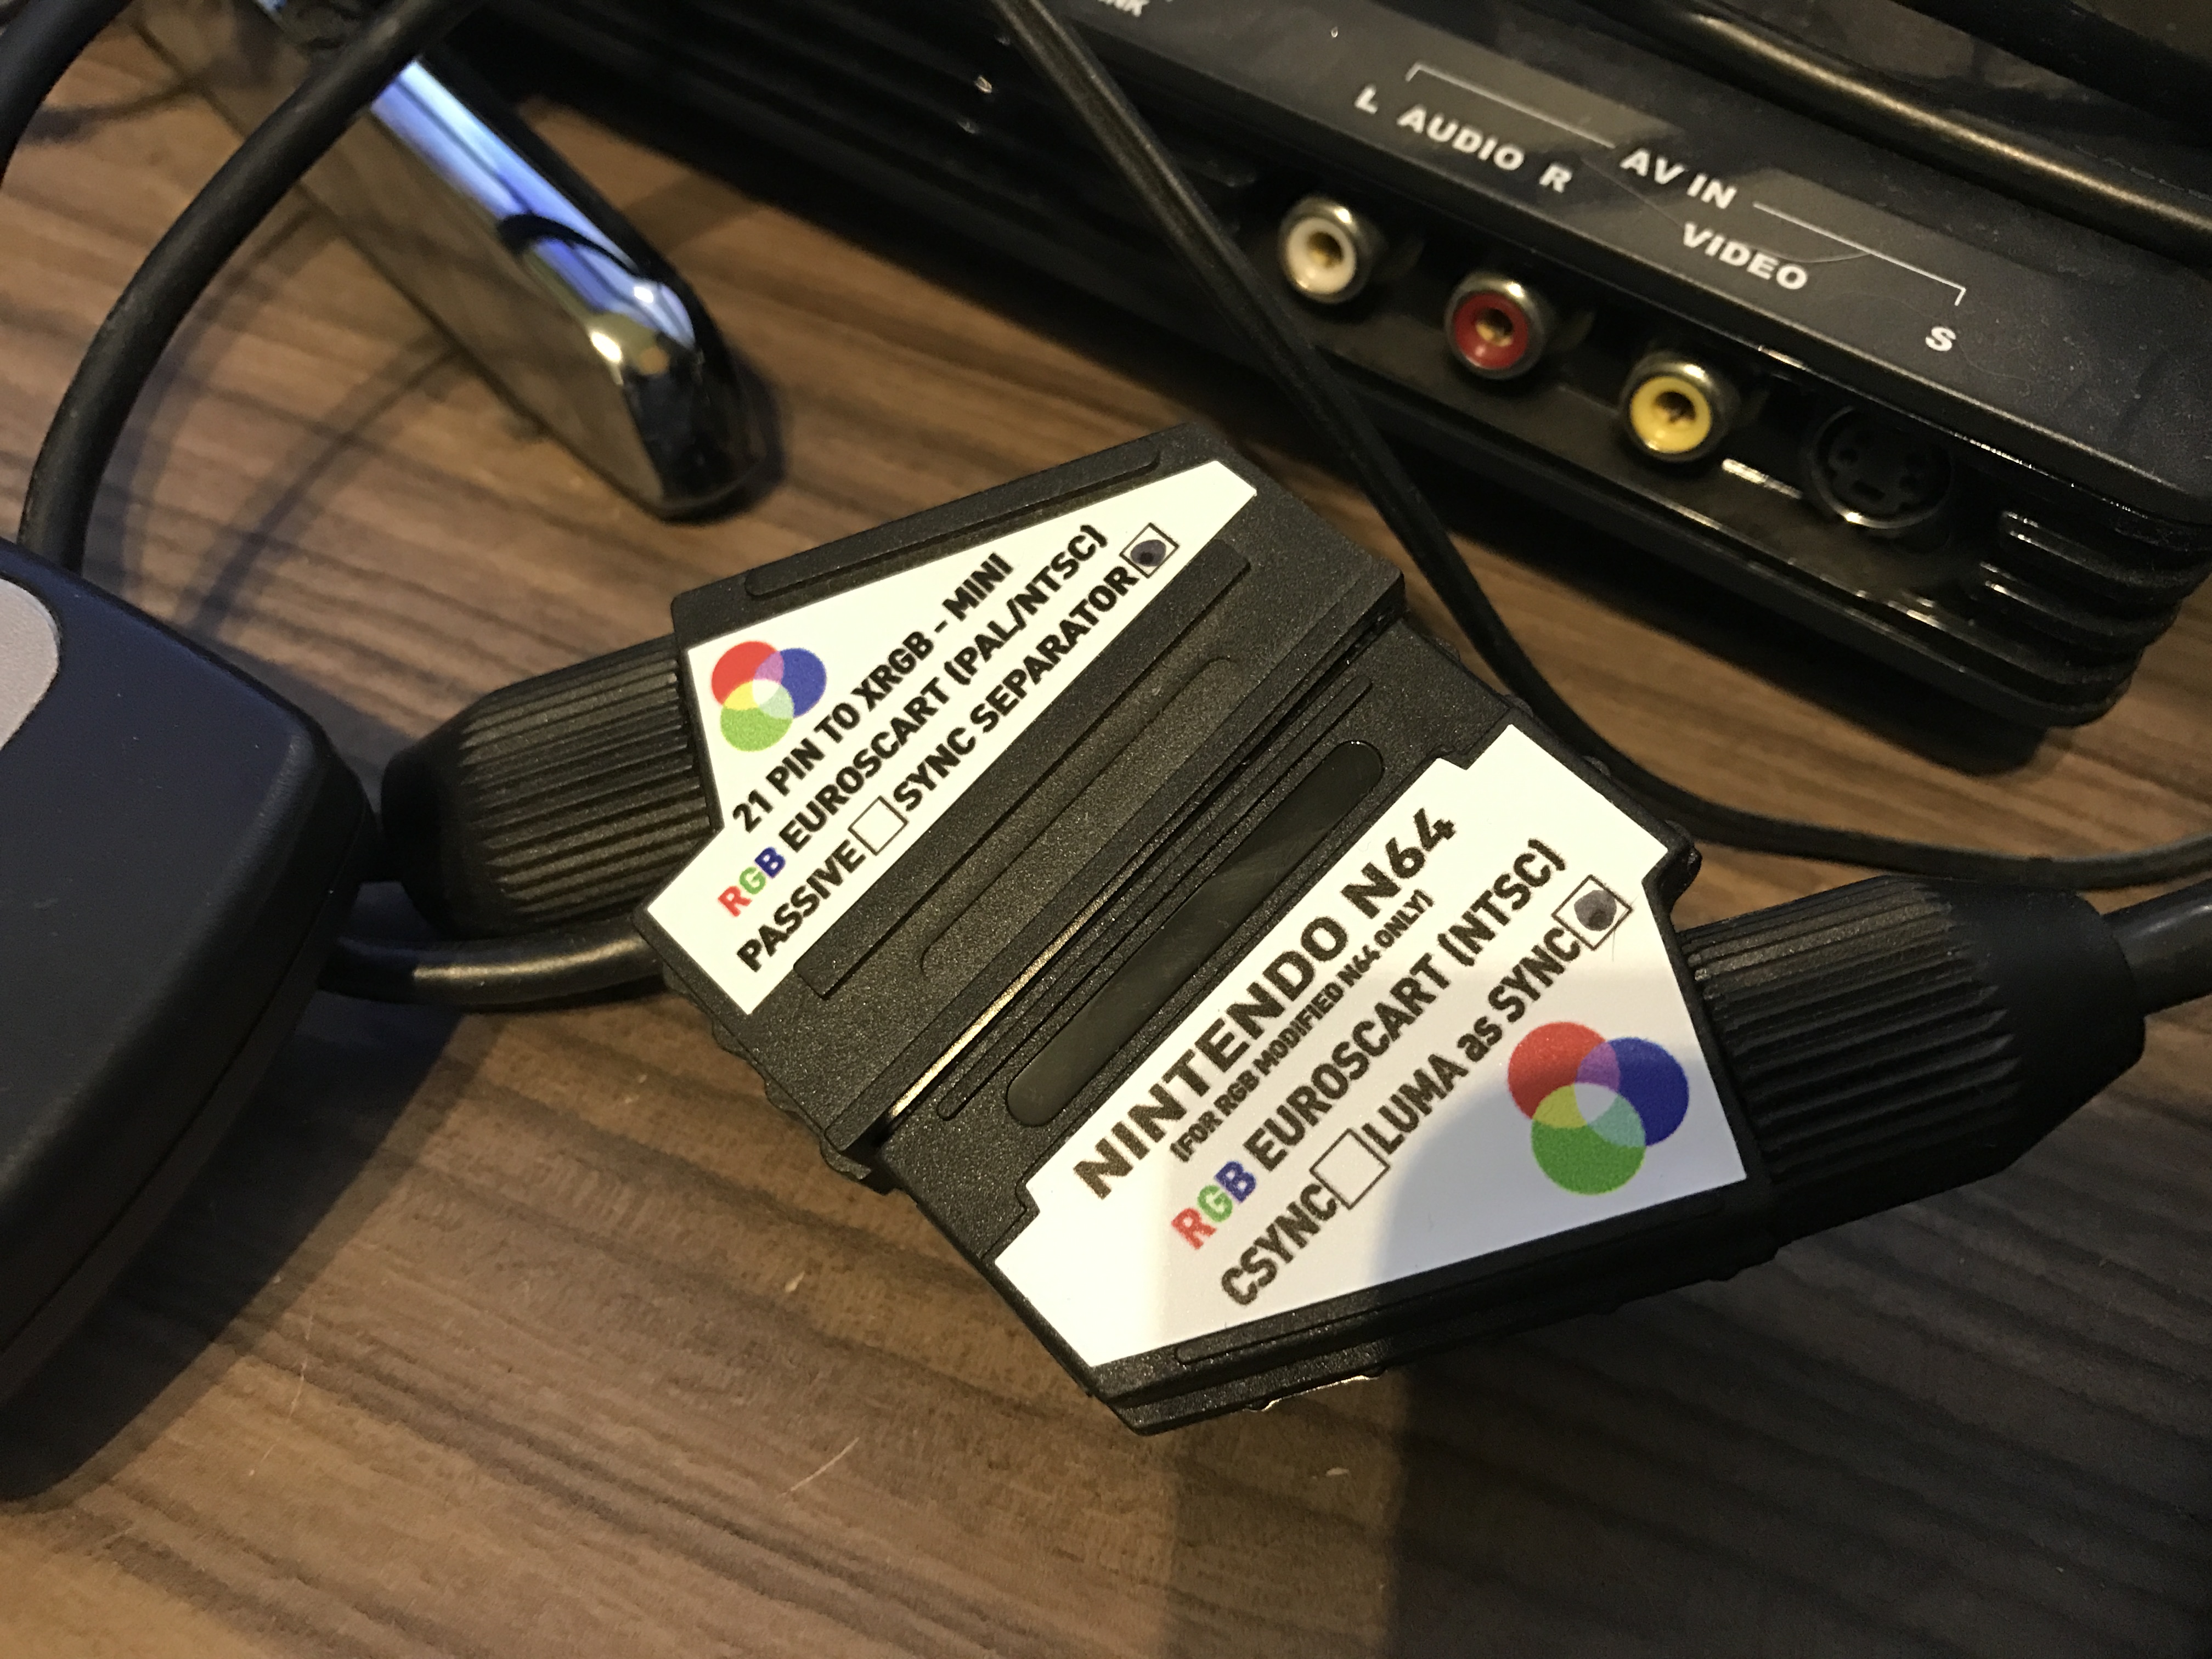 L AUDIO R
AV IN
VIDEO
S
21 PIN TO XRGB - MINI
RGB EUROSCART (PAL/NTSC)
PASSIVE SYNC SEPARATOR
NINTENDO N64
(FOR RGB MODIFIED N64 ONLY)
RGB EUROSCART (NTSC)
CSYNC LUMA as SYNC